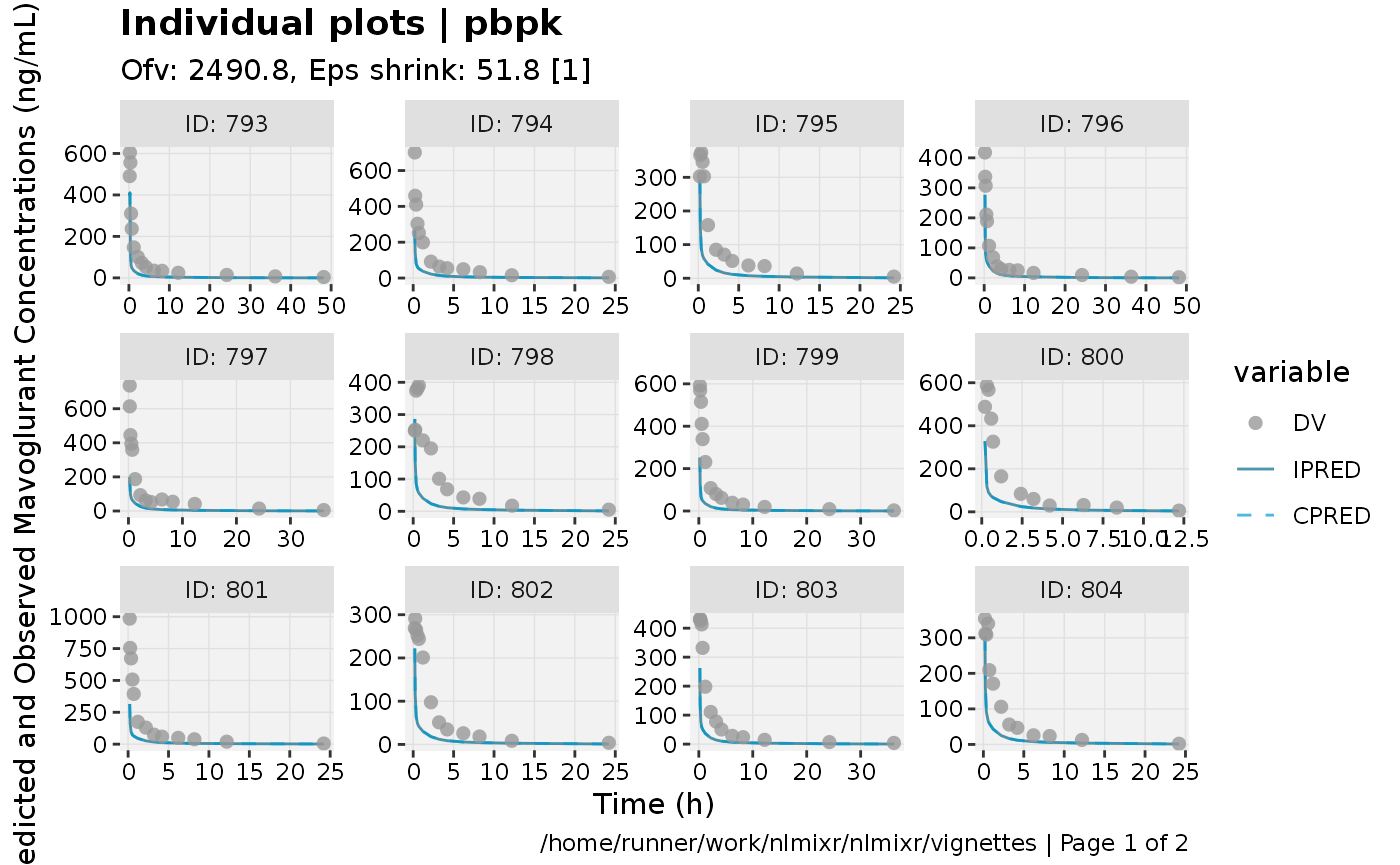 Individual plots | pbpk
Ofv: 2490.8, Eps shrink: 51.8 [1]
edicted and Observed Mavoglurant Concentrations (ng/mL)
ID: 793
600
400
200
0
0 10 20 30 40 50
ID: 794
600
400
200
0
0 5 10 15 20 25
ID: 795
300
200
100
0
0 5 10 15 20 25
ID: 796
400
300
200
100
0
0 10 20 30 40 50
ID: 797
600
400
200
0
0 10 20 30
ID: 798
400
300
200
100
0
0 5 10 15 20 25
ID: 799
600
400
200
0
0 10 20 30
ID: 800
600
400
200
0
0.0 2.5 5.0 7.5 10.0 12.5
ID: 801
1000
750
500
250
0
0 5 10 15 20 25
ID: 802
300
200
100
0
0 5 10 15 20 25
ID: 803
400
300
200
100
0
0 10 20 30
ID: 804
300
200
100
0
0 5 10 15 20 25
Time (h)
variable
DV
IPRED
CPRED
/home/runner/work/nlmixr/nlmixr/vignettes | Page 1 of 2